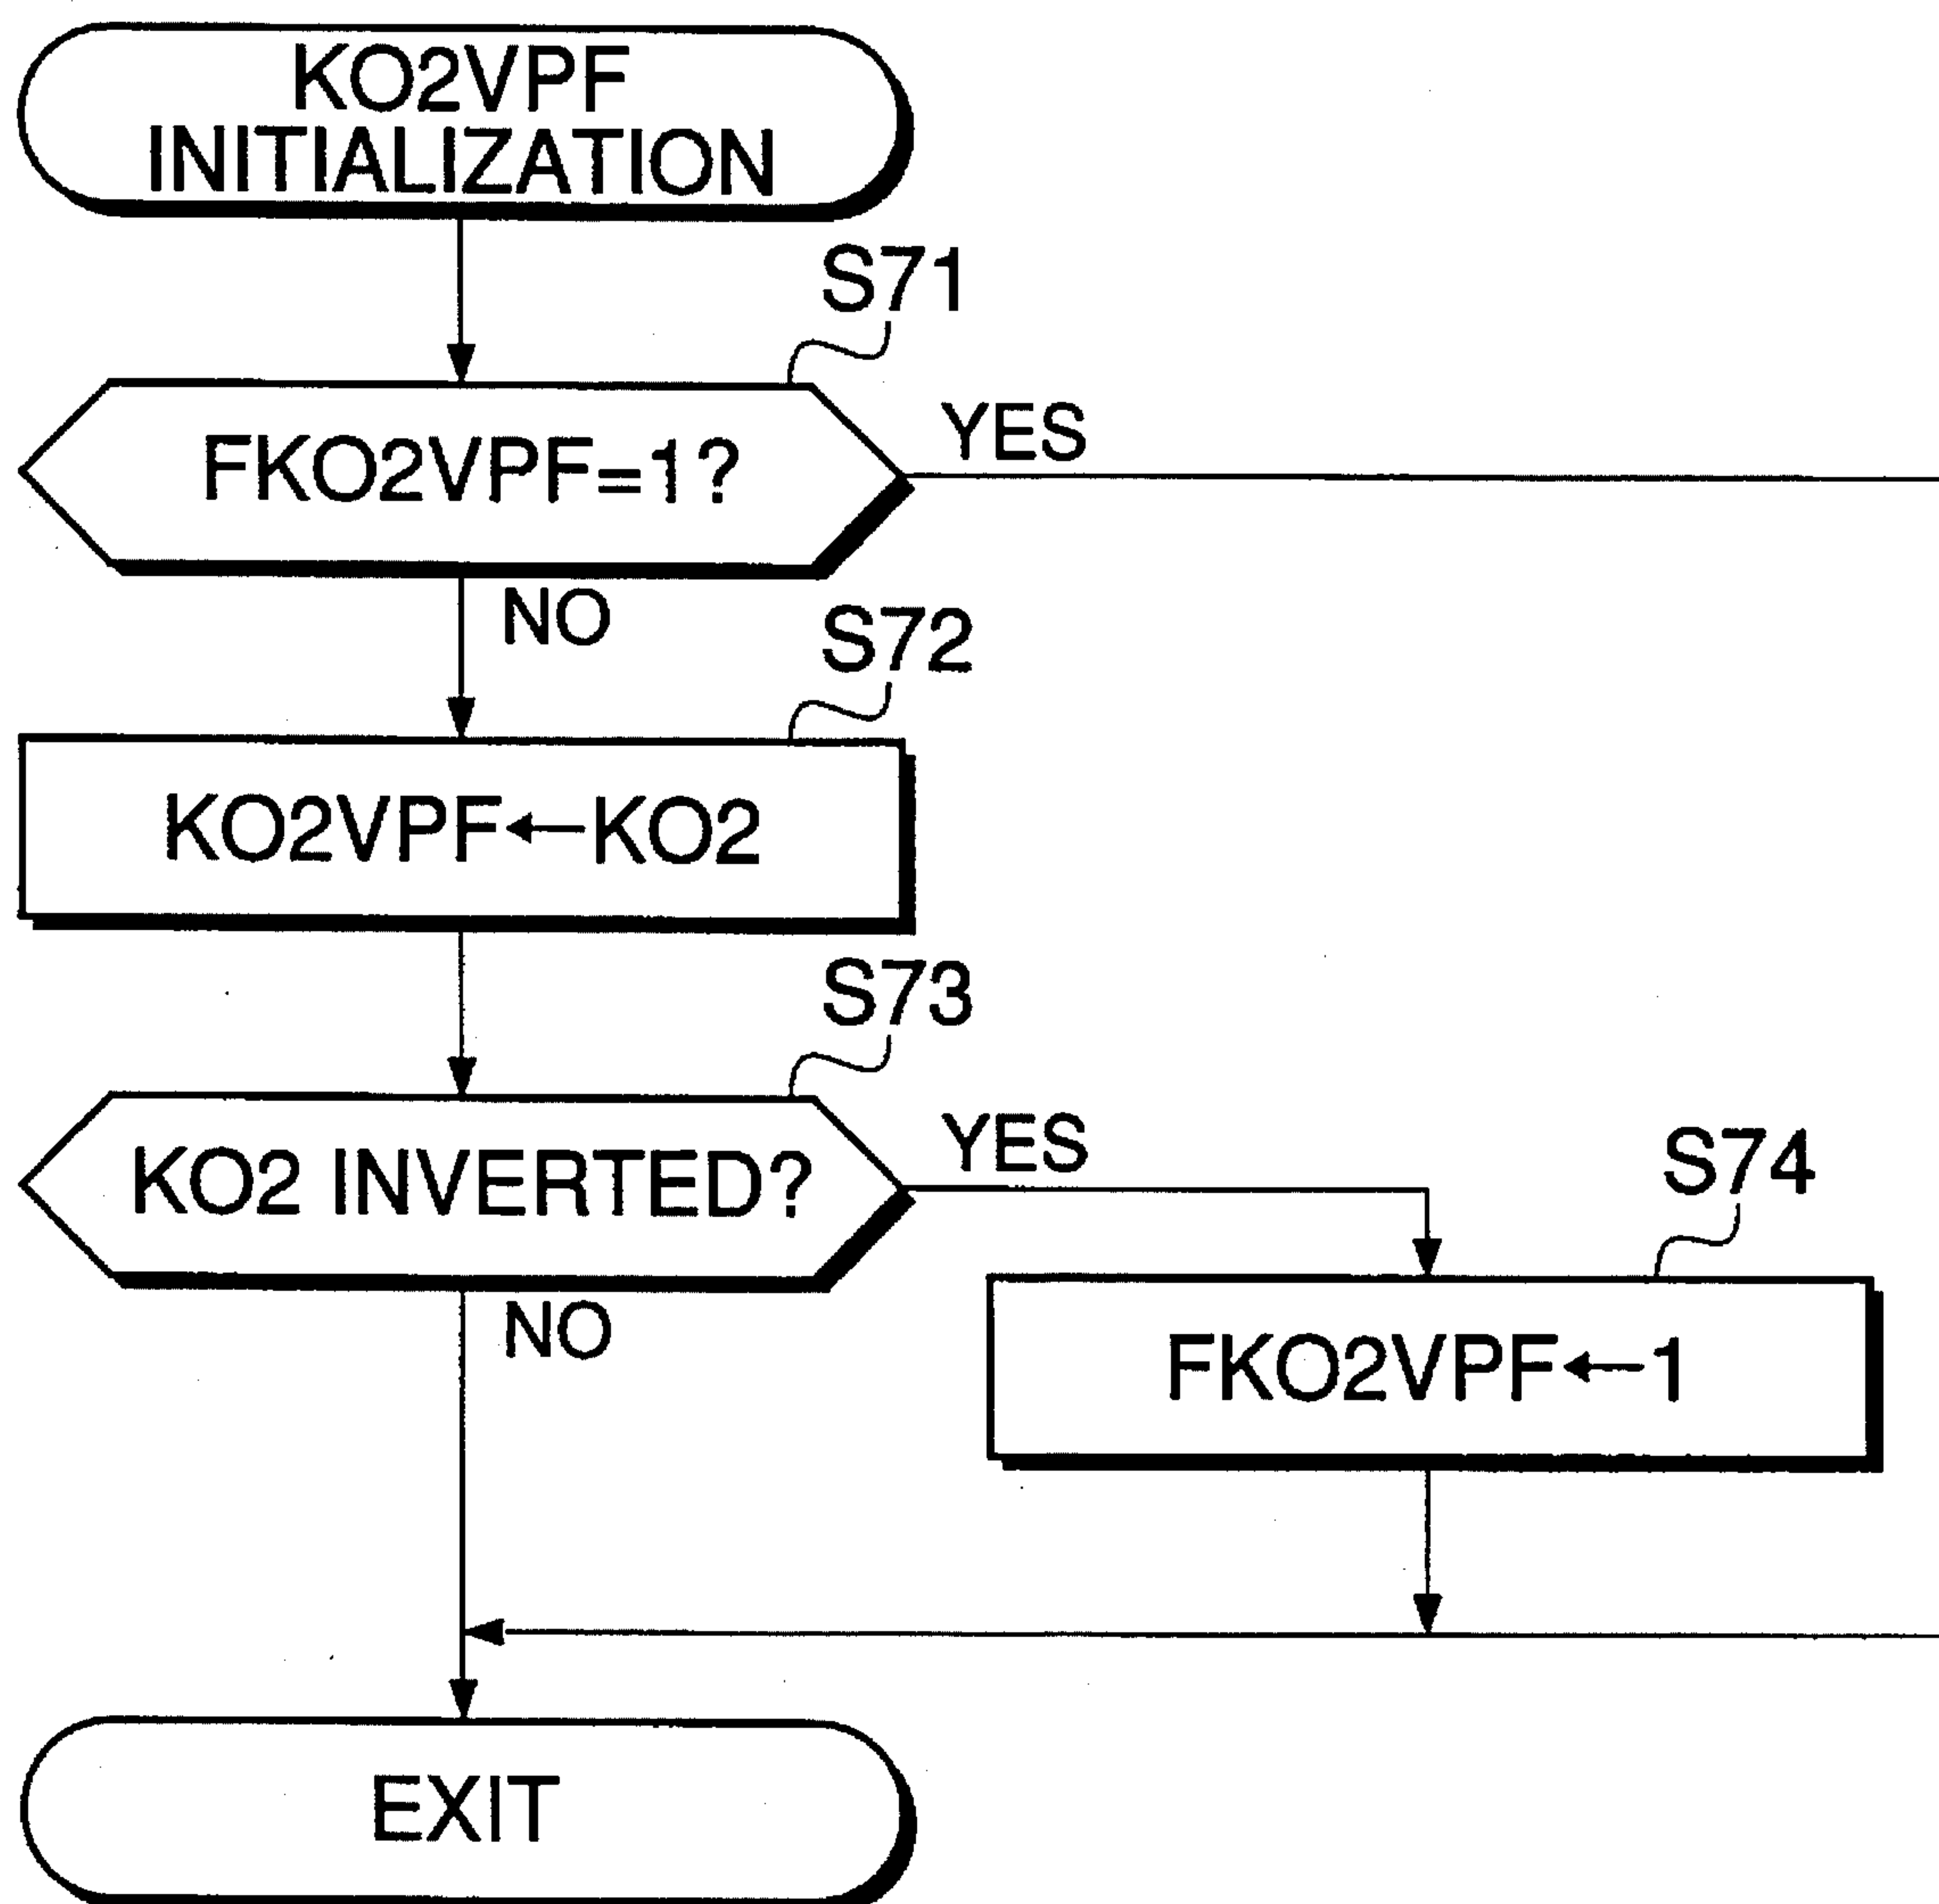 KO2VPF
INITIALIZATION
S71
FKO2VPF=1?
YES
NO
S72
KO2VPF←KO2
S73
KO2 INVERTED?
YES
S74
NO
FKO2VPF←1
EXIT